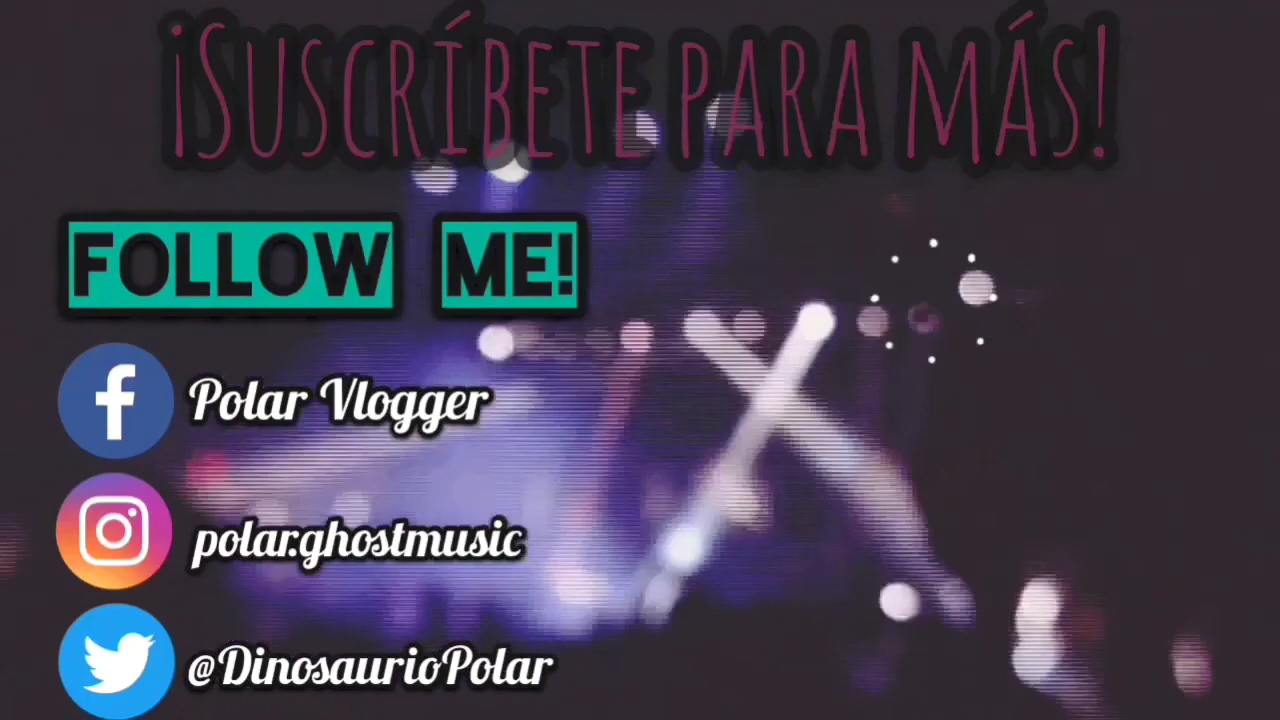 ¡Suscríbete para más!
FOLLOW ME!
Polar Vlogger
polar.ghostmusic
@DinosaurioPolar